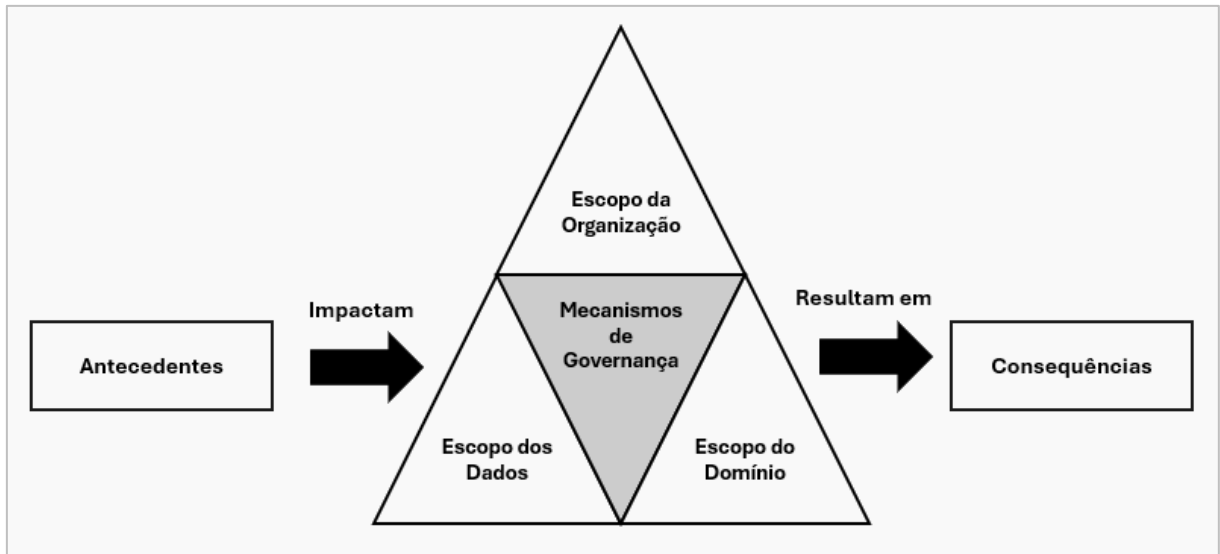 Escopo da
Organização
Impactam
Resultam em
Mecanismos
de
Governança
Antecedentes
Consequências
Escopo dos
Dados
Escopo do
Domínio